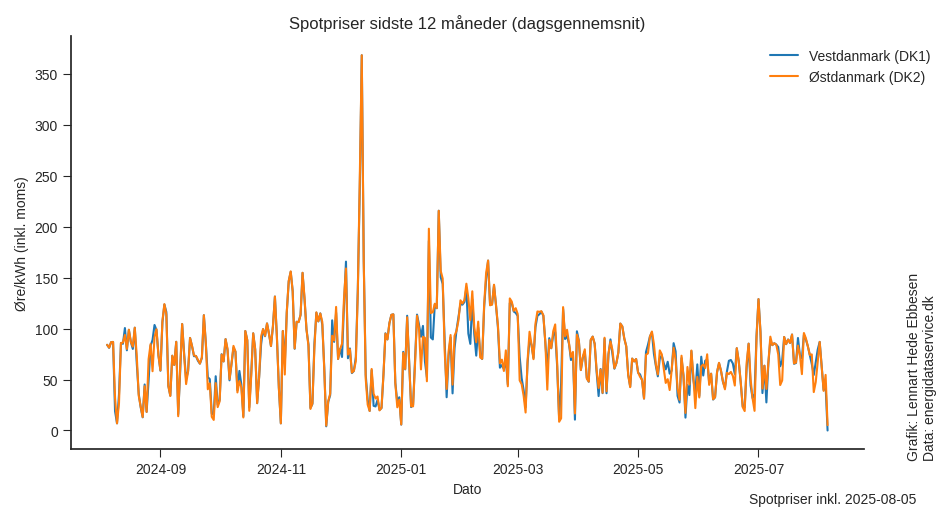 Spotpriser sidste 12 måneder (dagsgennemsnit)
Vestdanmark (DK1)
Østdanmark (DK2)
Øre/kWh (inkl. moms)
350
300
250
200
150
100
50
0
2024-09
2024-11
2025-01
2025-03
2025-05
2025-07
Dato
Grafik: Lennart Hede Ebbesen
Data: energidataservice.dk
Spotpriser inkl. 2025-08-05